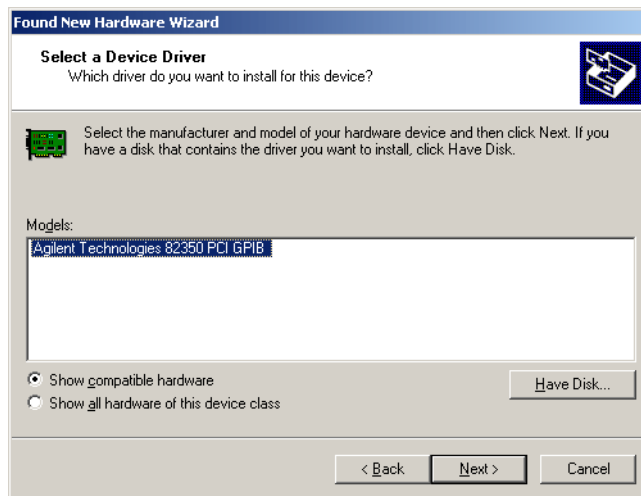 Found New Hardware Wizard
Select a Device Driver
Which driver do you want to install for this device?
Select the manufacturer and model of your hardware device and then click Next. If you
have a disk that contains the driver you want to install, click Have Disk.
Models:
Agilent Technologies 82350 PCI GPIB
Show compatible hardware
Have Disk...
Show all hardware of this device class
< Back
Next >
Cancel